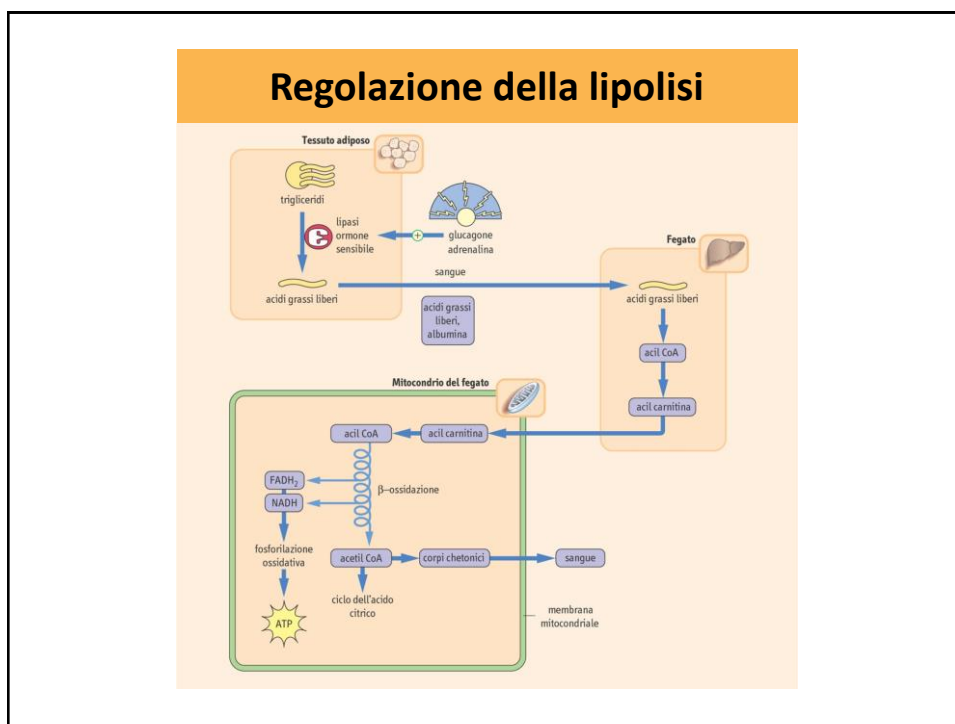 Regolazione della lipolisi
Tessuto adiposo
trigliceridi
lipasi
ormone
sensibile
+
glucagone
adrenalina
Fegato
sangue
acidi grassi liberi
acidi grassi liberi
acidi grassi
liberi,
albumina
acil CoA
Mitocondrio del fegato
acil carnitina
acil CoA
acil carnitina
FADH₂
β–ossidazione
NADH
fosforilazione
ossidativa
acetil CoA
corpi chetonici
sangue
ciclo dell'acido
citrico
ATP
membrana
mitocondriale